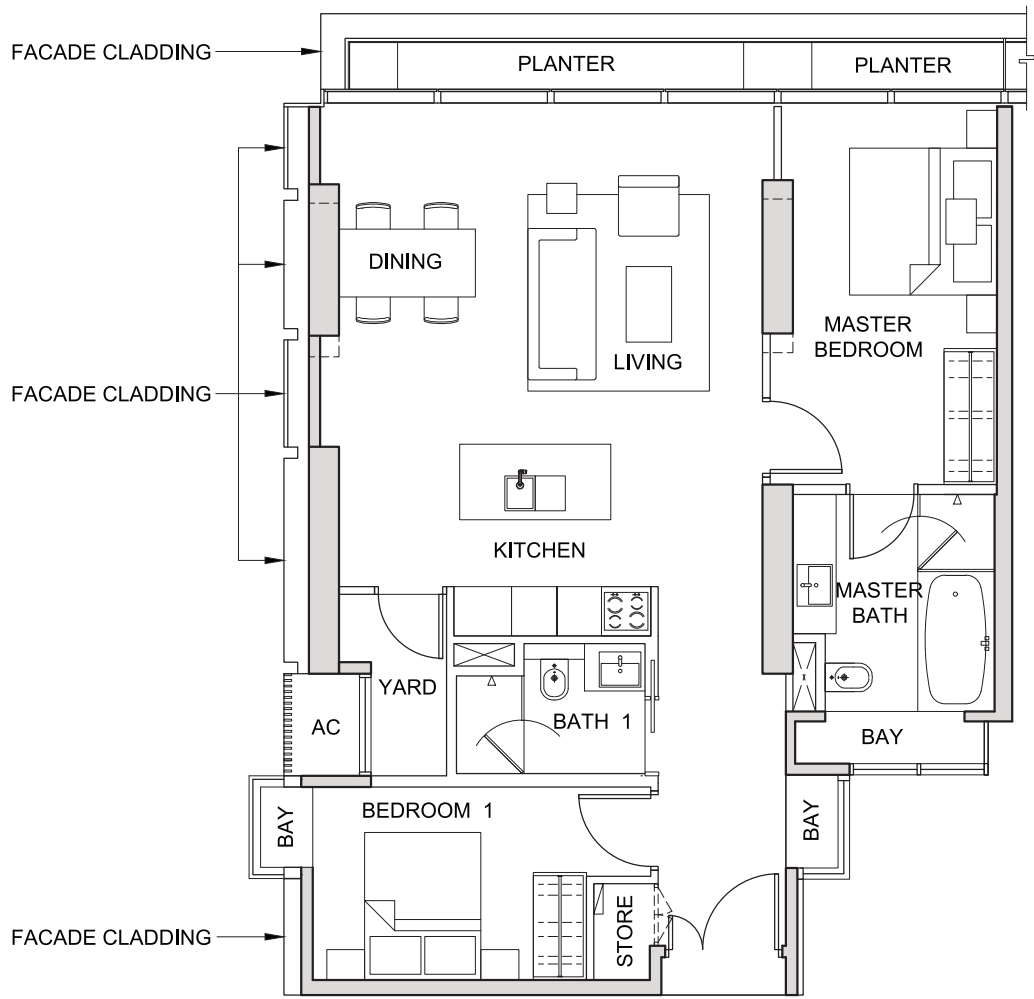 FACADE CLADDING
PLANTER
PLANTER
DINING
MASTER
BEDROOM
LIVING
FACADE CLADDING
KITCHEN
MASTER
BATH
YARD
BATH 1
AC
BAY
BEDROOM 1
BAY
BAY
STORE
FACADE CLADDING